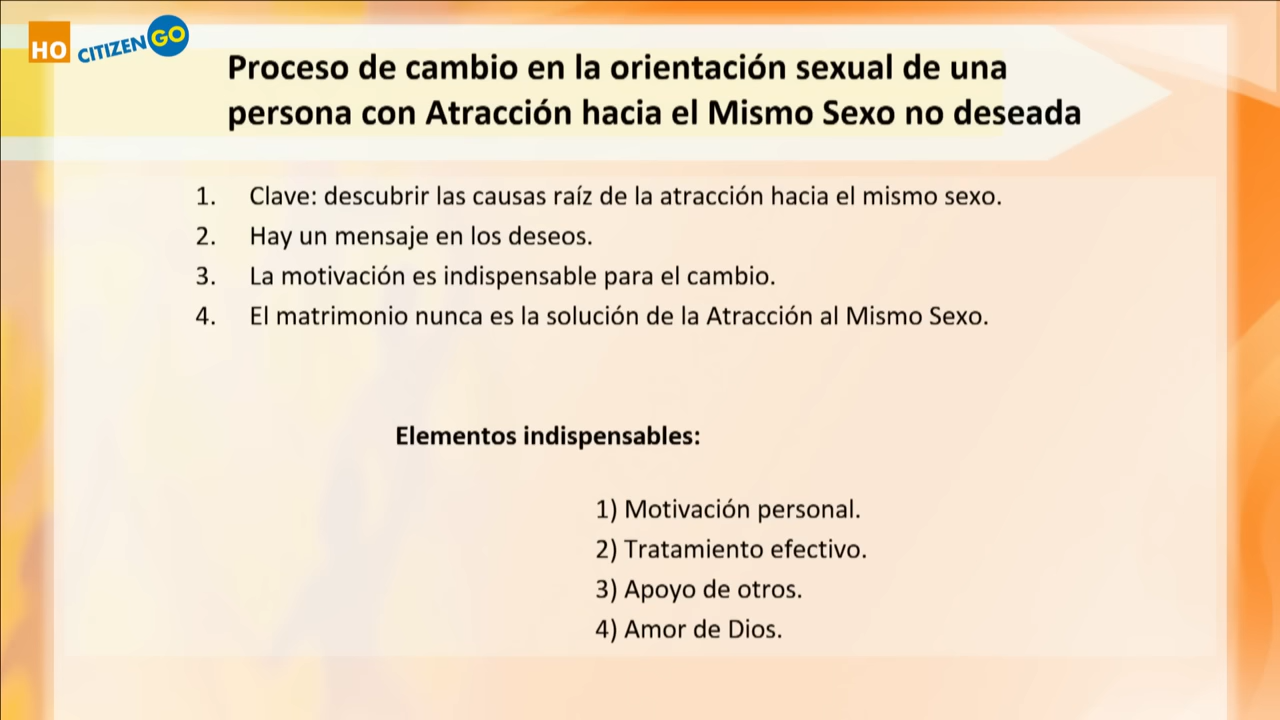 HO CITIZENGO
Proceso de cambio en la orientación sexual de una
persona con Atracción hacia el Mismo Sexo no deseada
1. Clave: descubrir las causas raíz de la atracción hacia el mismo sexo.
2. Hay un mensaje en los deseos.
3. La motivación es indispensable para el cambio.
4. El matrimonio nunca es la solución de la Atracción al Mismo Sexo.
Elementos indispensables:
1) Motivación personal.
2) Tratamiento efectivo.
3) Apoyo de otros.
4) Amor de Dios.